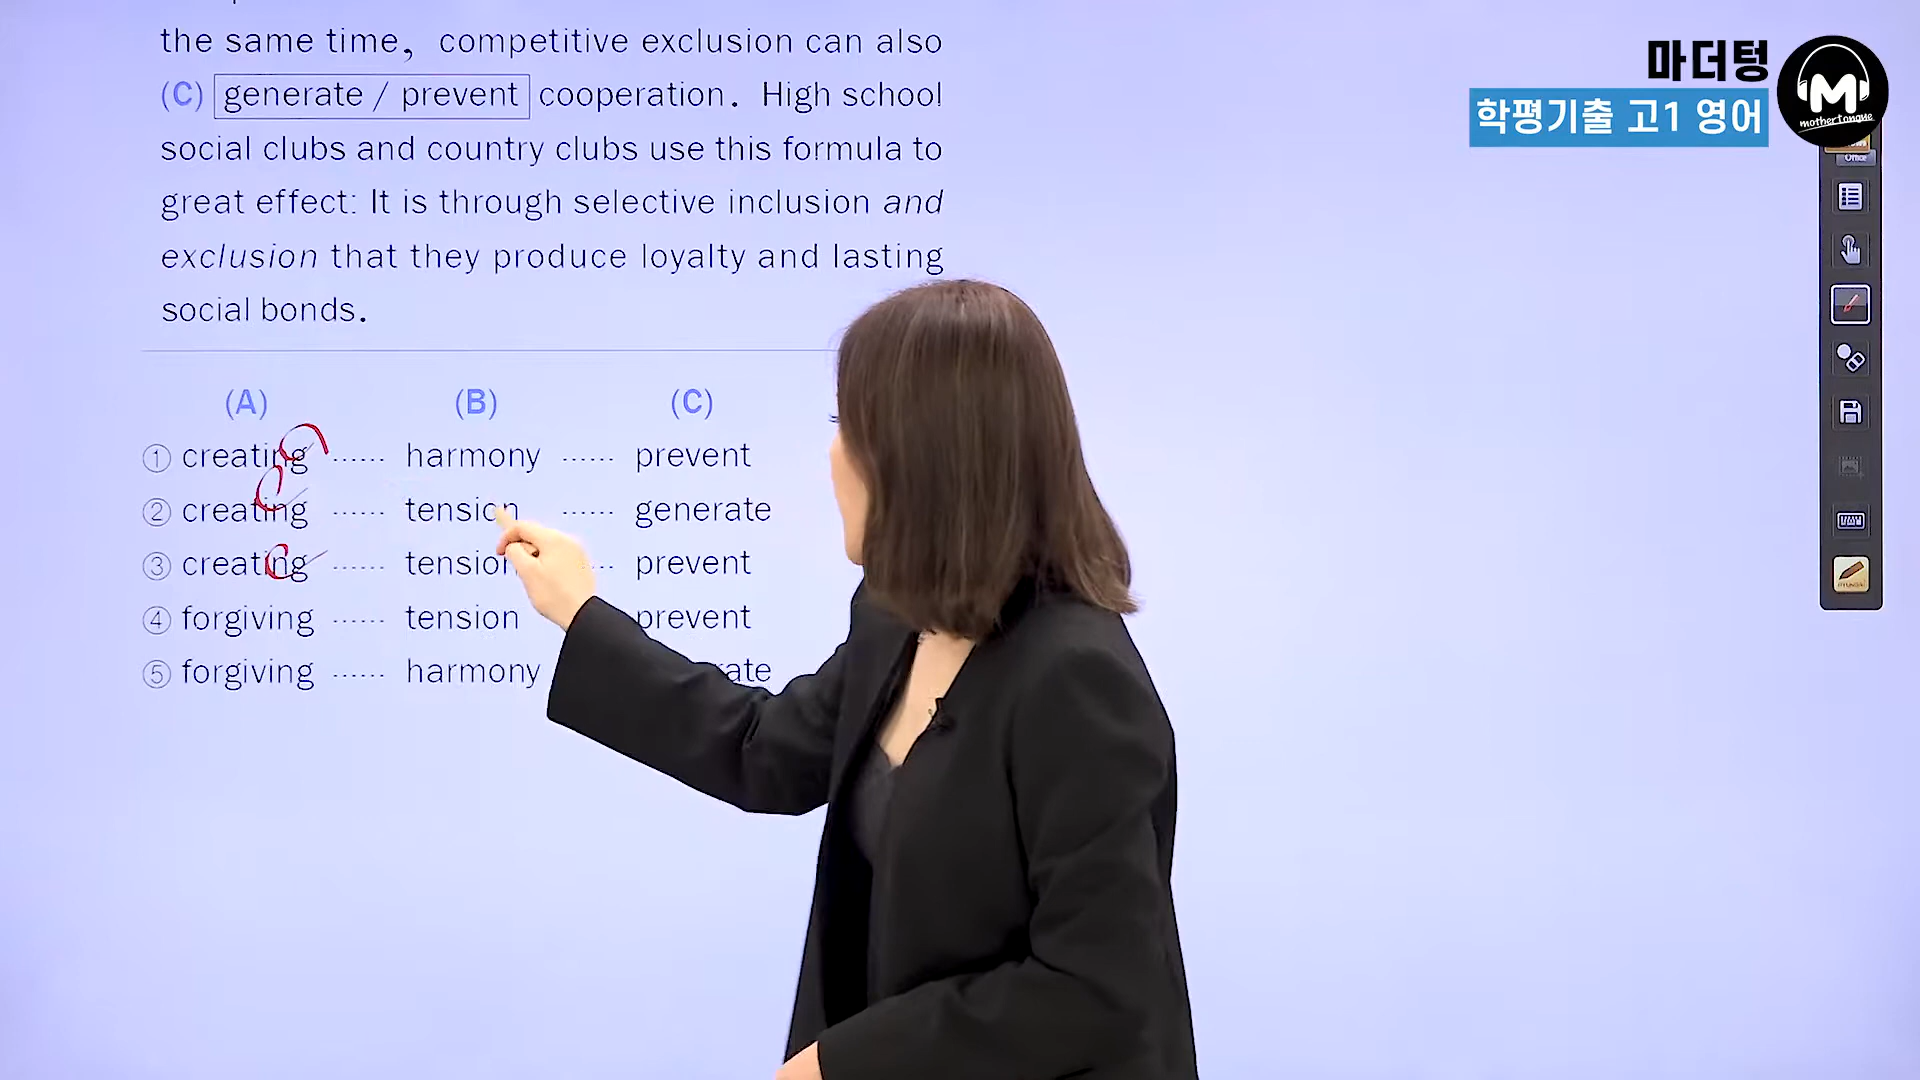 the same time, competitive exclusion can also
(C) generate / prevent cooperation. High school
social clubs and country clubs use this formula to
great effect: It is through selective inclusion and
exclusion that they produce loyalty and lasting
social bonds.
(A) (B) (C)
① creating ...... harmony ...... prevent
② creating ...... tension ...... generate
③ creating ...... tension ...... prevent
④ forgiving ...... tension prevent
⑤ forgiving ...... harmony
마더텅
학평기출 고1 영어
M
mothertongue
Office